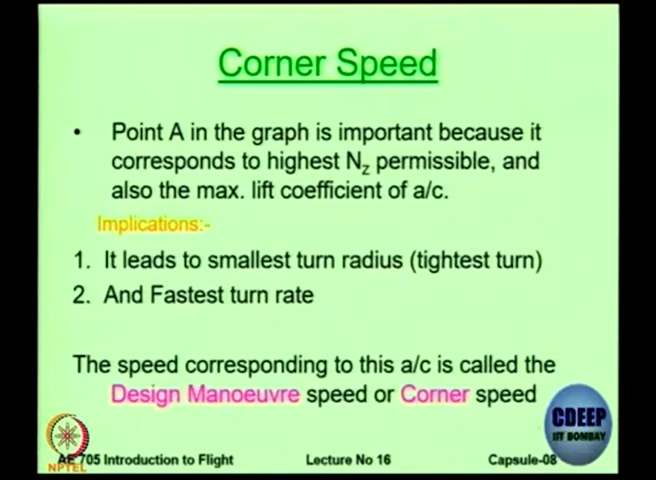 Corner Speed
• Point A in the graph is important because it
corresponds to highest Nz permissible, and
also the max. lift coefficient of a/c.
Implications:-
1. It leads to smallest turn radius (tightest turn)
2. And Fastest turn rate
The speed corresponding to this a/c is called the
Design Manoeuvre speed or Corner speed
CDEEP
IIT BOMBAY
NPTEL
AE 705 Introduction to Flight Lecture No 16 Capsule-08